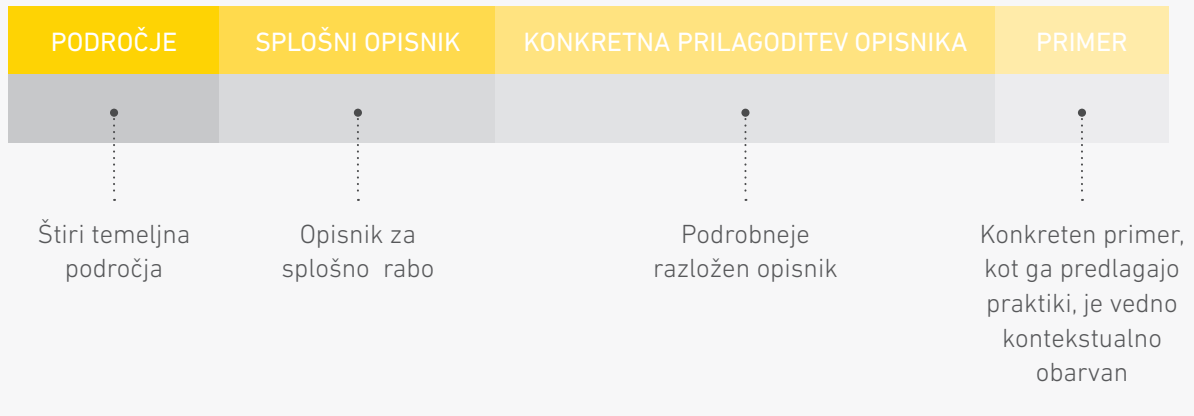 PODROČJE
SPLOŠNI OPISNIK
KONKRETNA PRILAGODITEV OPISNIKA
PRIMER
Štiri temeljna
področja
Opisnik za
splošno rabo
Podrobneje
razložen opisnik
Konkreten primer,
kot ga predlagajo
praktiki, je vedno
kontekstualno
obarvan